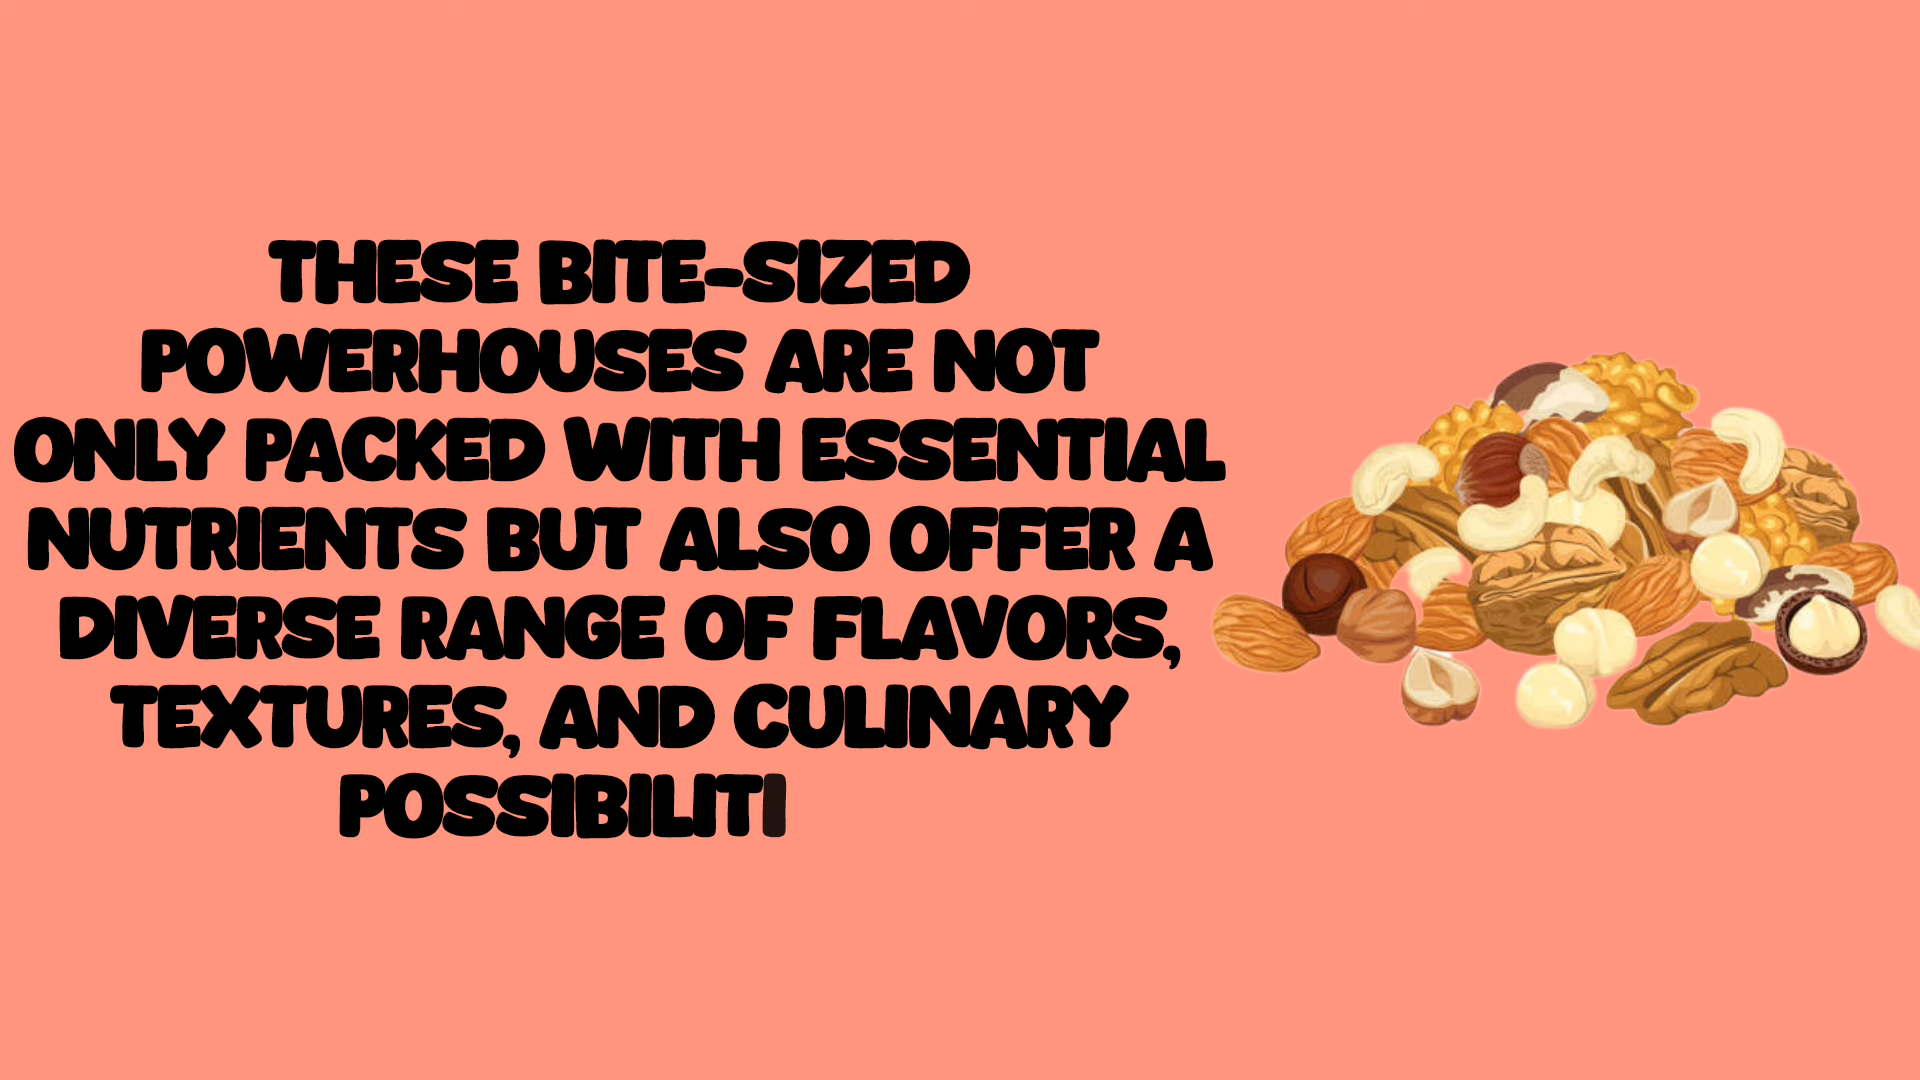 THESE BITE-SIZED
POWERHOUSES ARE NOT
ONLY PACKED WITH ESSENTIAL
NUTRIENTS BUT ALSO OFFER A
DIVERSE RANGE OF FLAVORS,
TEXTURES, AND CULINARY
POSSIBILITI